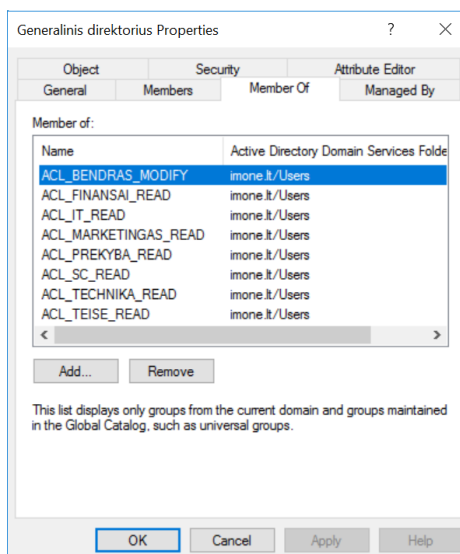 Generalinis direktorius Properties ? ×
Object Security Attribute Editor
General Members Member Of Managed By
Member of:
Name Active Directory Domain Services Folde
ACL_BENDRAS_MODIFY imone.lt/Users
ACL_FINANSAI_READ imone.lt/Users
ACL_IT_READ imone.lt/Users
ACL_MARKETINGAS_READ imone.lt/Users
ACL_PREKYBA_READ imone.lt/Users
ACL_SC_READ imone.lt/Users
ACL_TECHNIKA_READ imone.lt/Users
ACL_TEISE_READ imone.lt/Users
Add... Remove
This list displays only groups from the current domain and groups maintained
in the Global Catalog, such as universal groups.
OK Cancel Apply Help